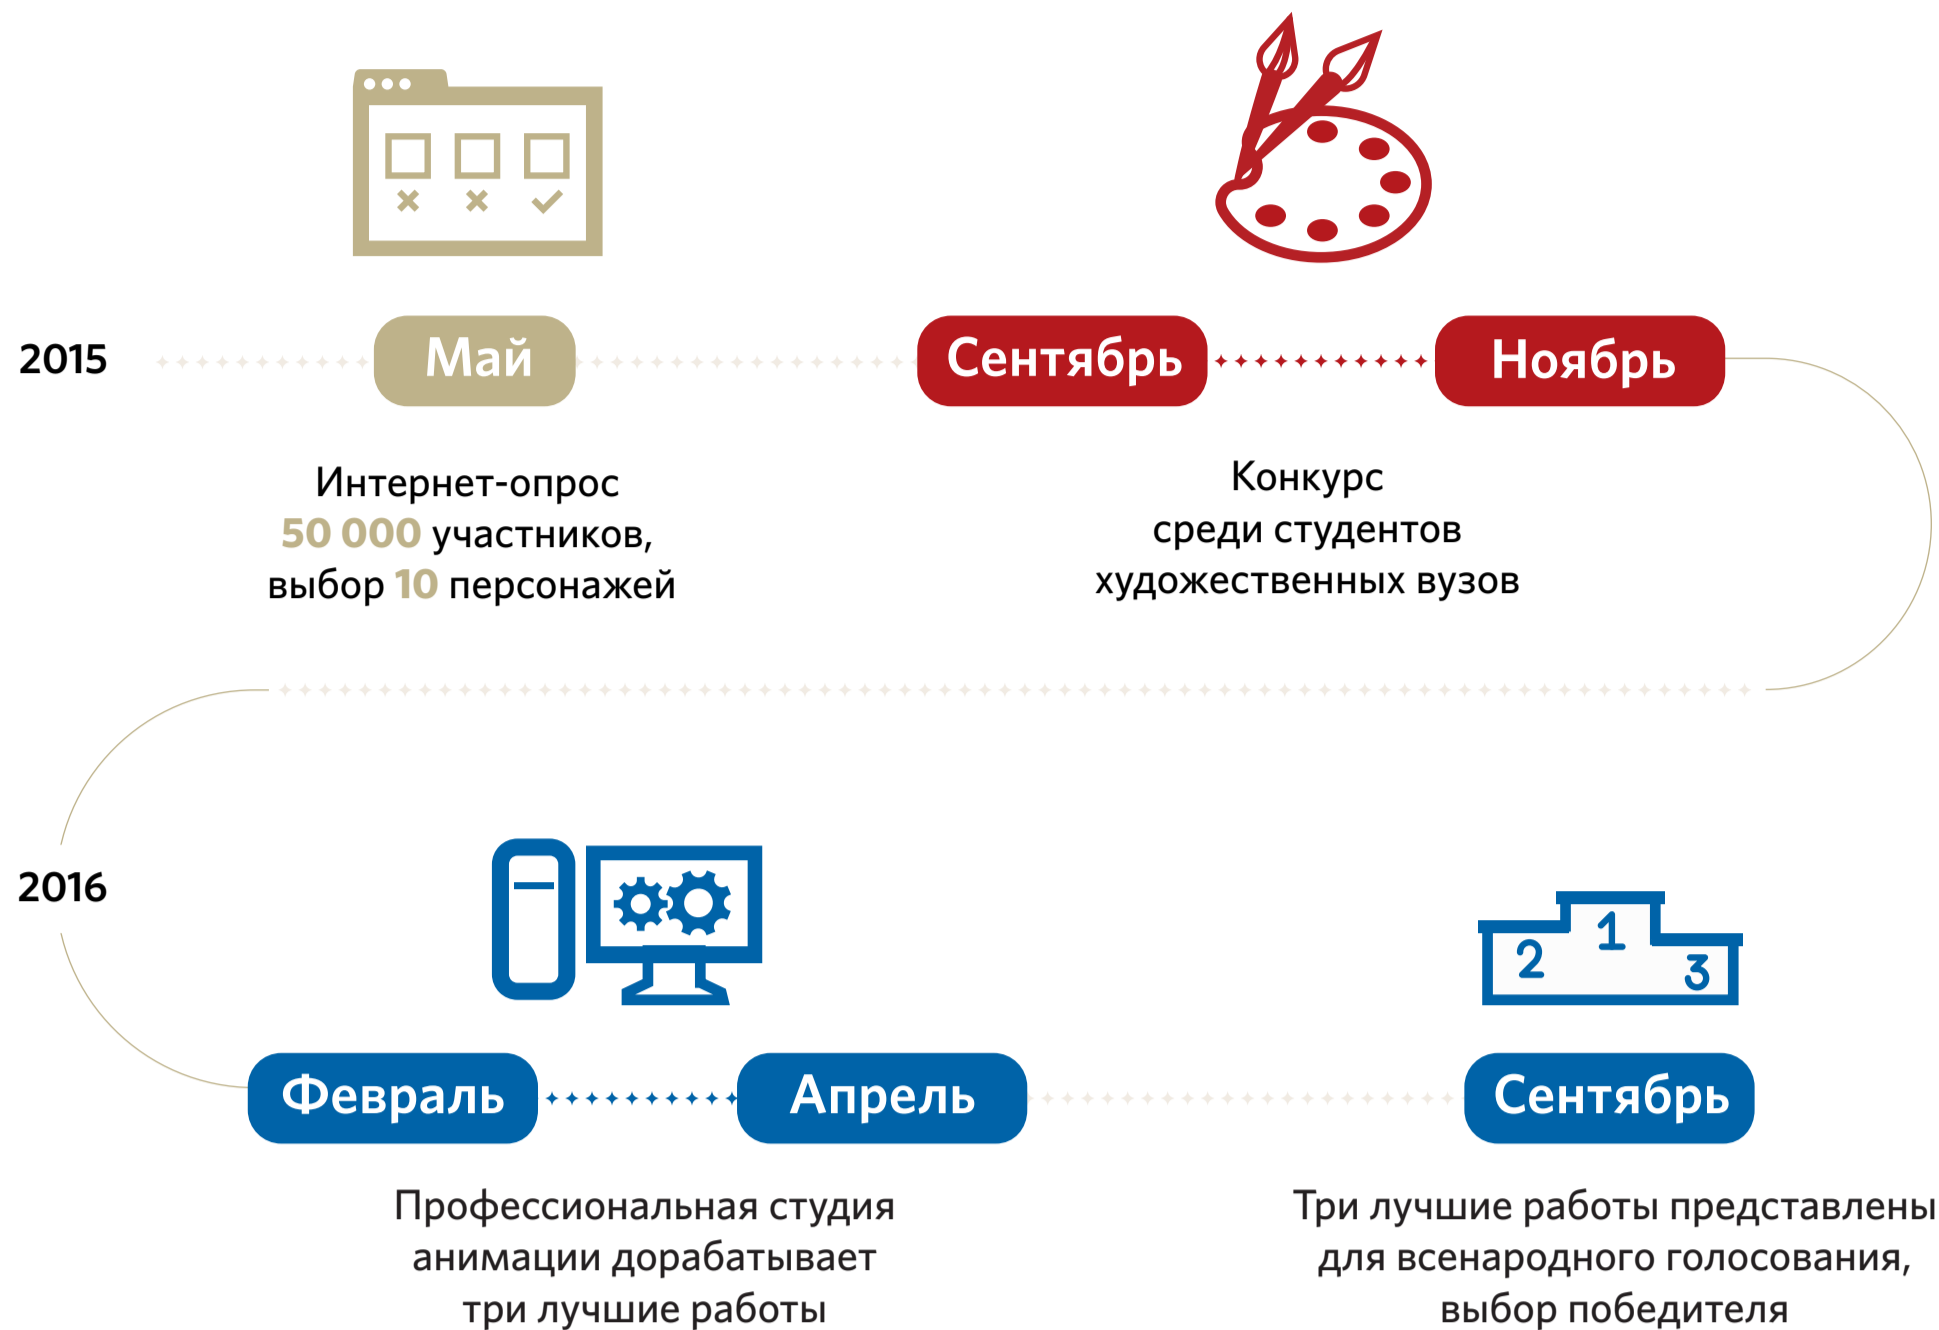 2015
Май
Сентябрь
Ноябрь
Интернет-опрос
50 000 участников,
выбор 10 персонажей
Конкурс
среди студентов
художественных вузов
2016
2
1
3
Февраль
Апрель
Сентябрь
Профессиональная студия
анимации дорабатывает
три лучшие работы
Три лучшие работы представлены
для всенародного голосования,
выбор победителя